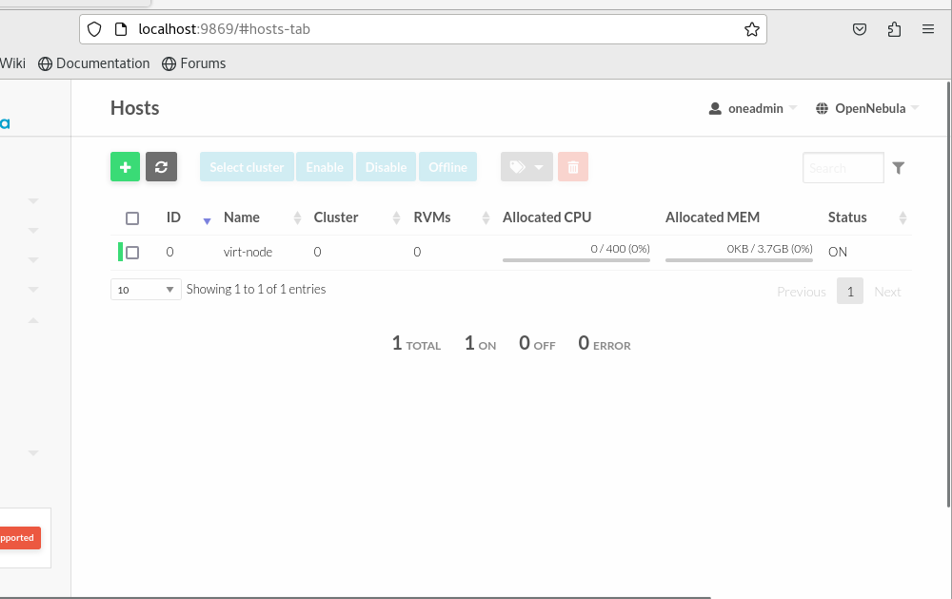 localhost:9869/#hosts-tab
Wiki Documentation Forums
a Hosts oneadmin OpenNebula
Select cluster Enable Disable Offline Search
ID Name Cluster RVMs Allocated CPU Allocated MEM Status
0 virt-node 0 0 0 / 400 (0%) 0KB / 3.7GB (0%) ON
10 Showing 1 to 1 of 1 entries Previous 1 Next
1 TOTAL 1 ON 0 OFF 0 ERROR
pported